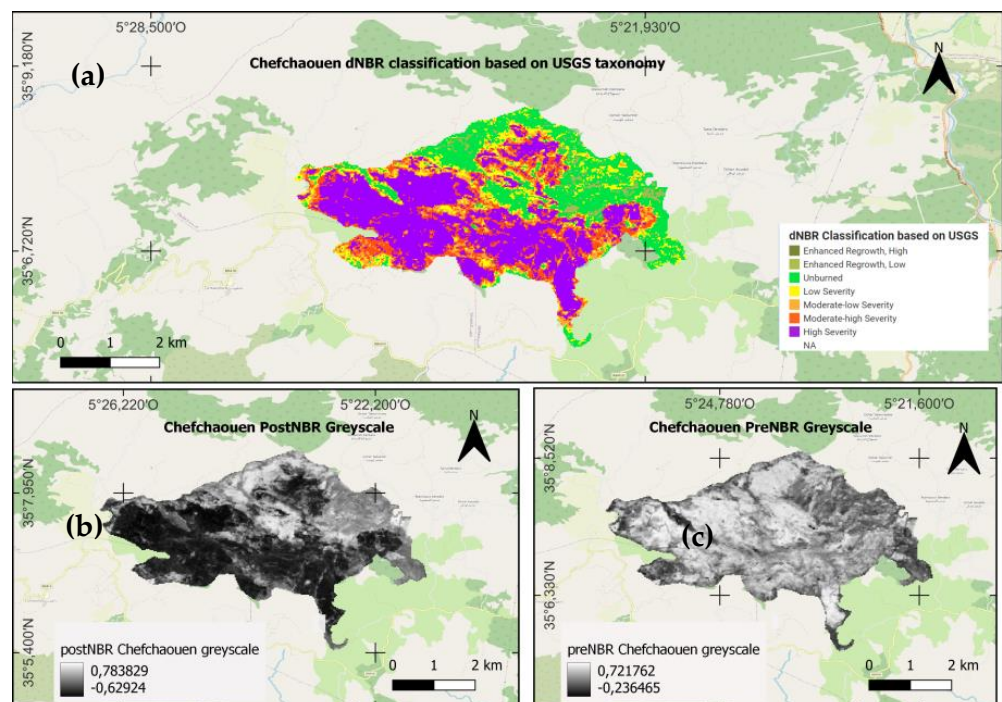 5°28,500'O
5°21,930'O
35°9,180'N
(a)
Chefchaouen dNBR classification based on USGS taxonomy
N
35°6,720'N
dNBR Classification based on USGS
Enhanced Regrowth, High
Enhanced Regrowth, Low
Unburned
Low Severity
Moderate-low Severity
Moderate-high Severity
High Severity
NA
0 1 2 km
5°26,220'O
5°22,200'O
Chefchaouen PostNBR Greyscale
N
35°7,950'N
(b)
35°5,400'N
postNBR Chefchaouen greyscale
0,783829
-0,62924
0 1 2 km
5°24,780'O
5°21,600'O
Chefchaouen PreNBR Greyscale
N
35°8,520'N
(c)
35°6,330'N
preNBR Chefchaouen greyscale
0,721762
-0,236465
0 1 2 km